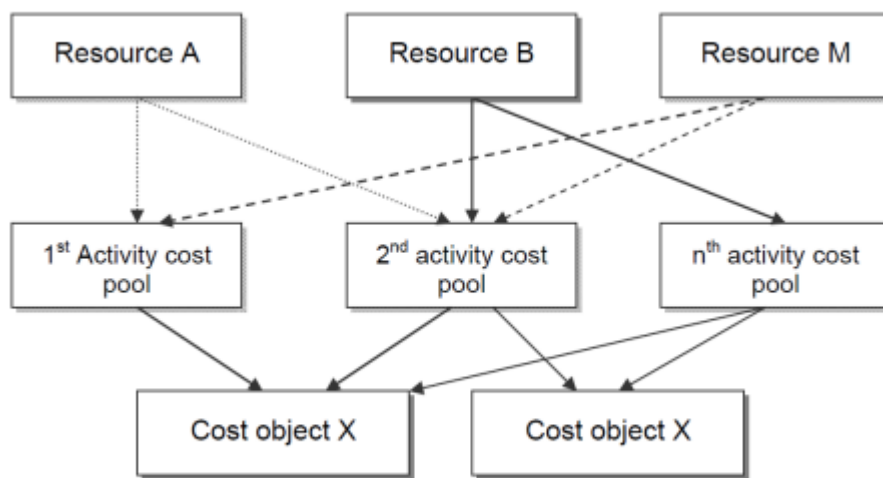 Resource A
Resource B
Resource M
1st Activity cost
pool
2nd activity cost
pool
nth activity cost
pool
Cost object X
Cost object X